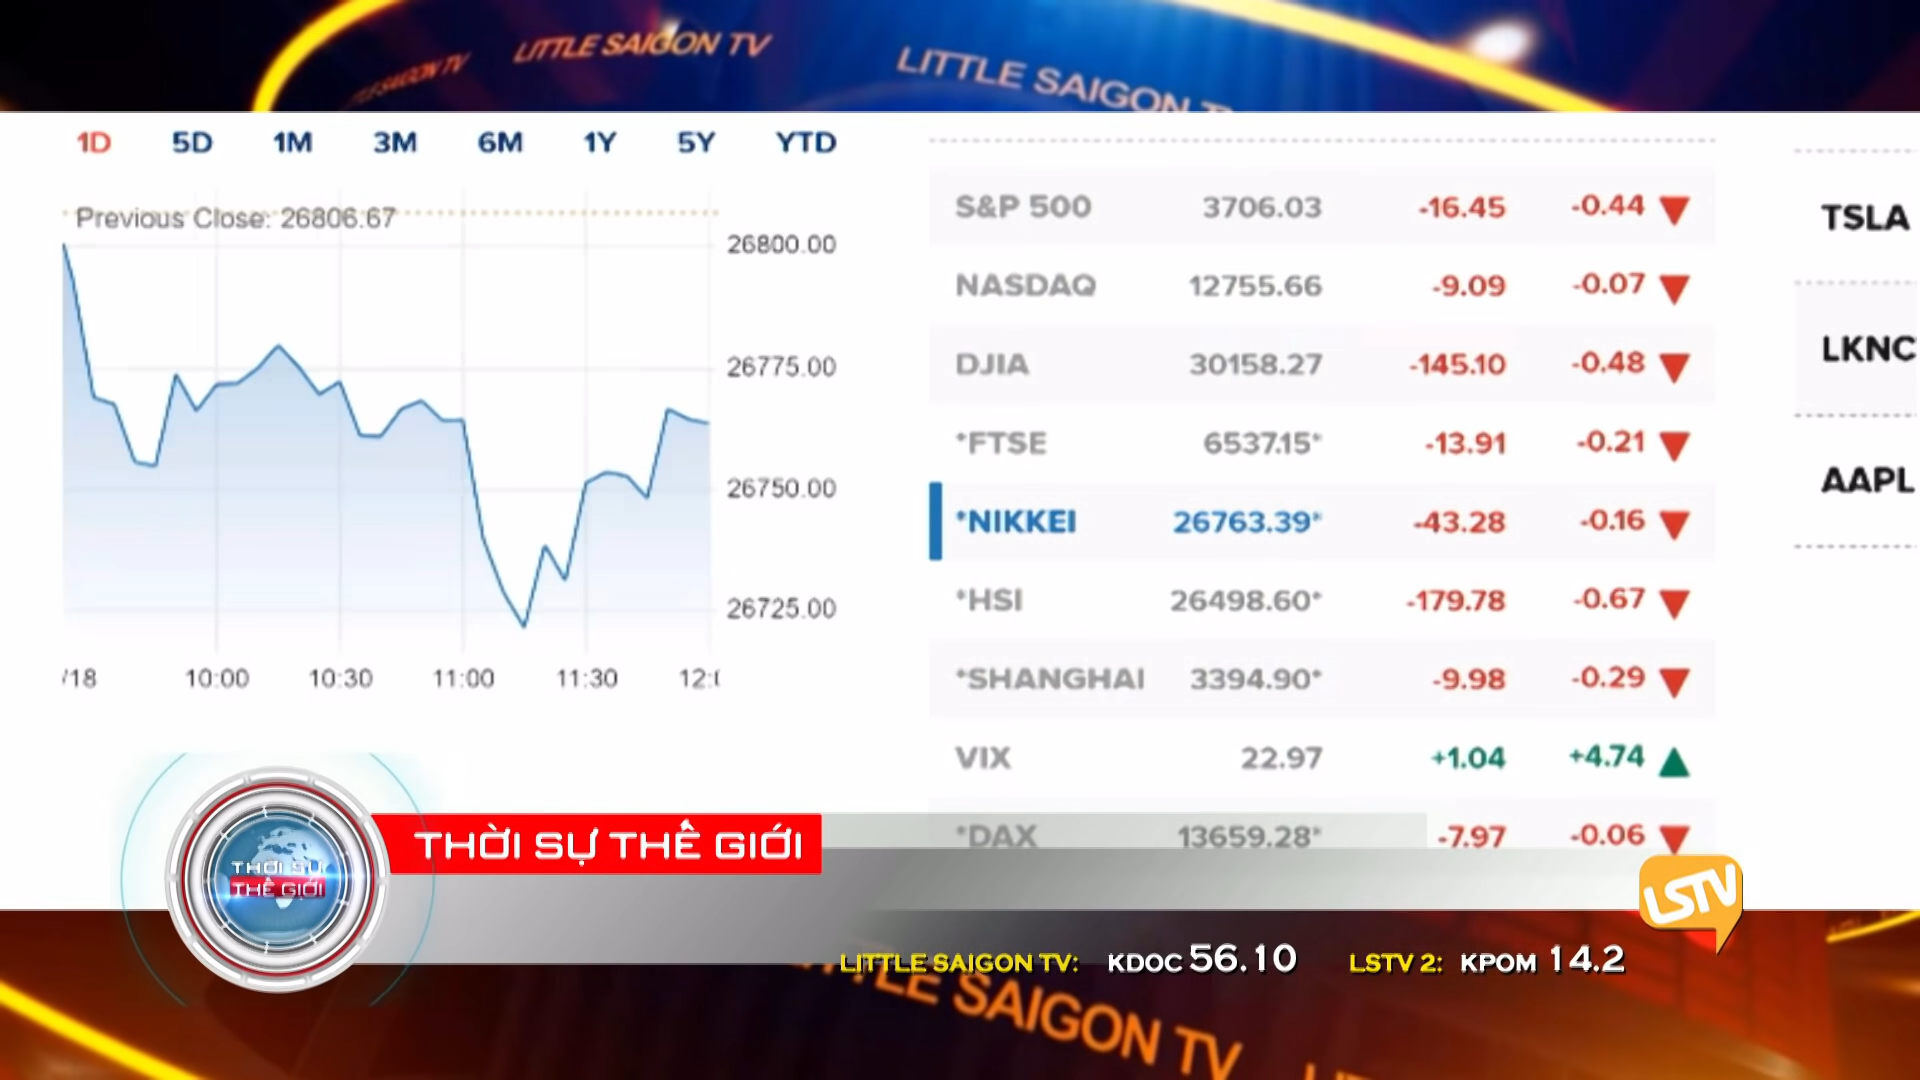 LITTLE SAIGON TV
LITTLE SAIGON TV
LITTLE SAIGON TV
1D 5D 1M 3M 6M 1Y 5Y YTD
Previous Close: 26806.67
26800.00
26775.00
26750.00
26725.00
/18 10:00 10:30 11:00 11:30
S&P 500 3706.03 -16.45 -0.44
NASDAQ 12755.66 -9.09 -0.07
DJIA 30158.27 -145.10 -0.48
*FTSE 6537.15* -13.91 -0.21
*NIKKEI 26763.39* -43.28 -0.16
*HSI 26498.60* -179.78 -0.67
*SHANGHAI 3394.90* -9.98 -0.29
VIX 22.97 +1.04 +4.74
*DAX 13659.28* -7.97 -0.06
TSLA
LKNC
AAPL
THỜI SỰ THẾ GIỚI
THỜI SỰ
THẾ GIỚI
LSTV
LITTLE SAIGON TV: KDOC 56.10 LSTV 2: KPOM 14.2
LITTLE SAIGON TV